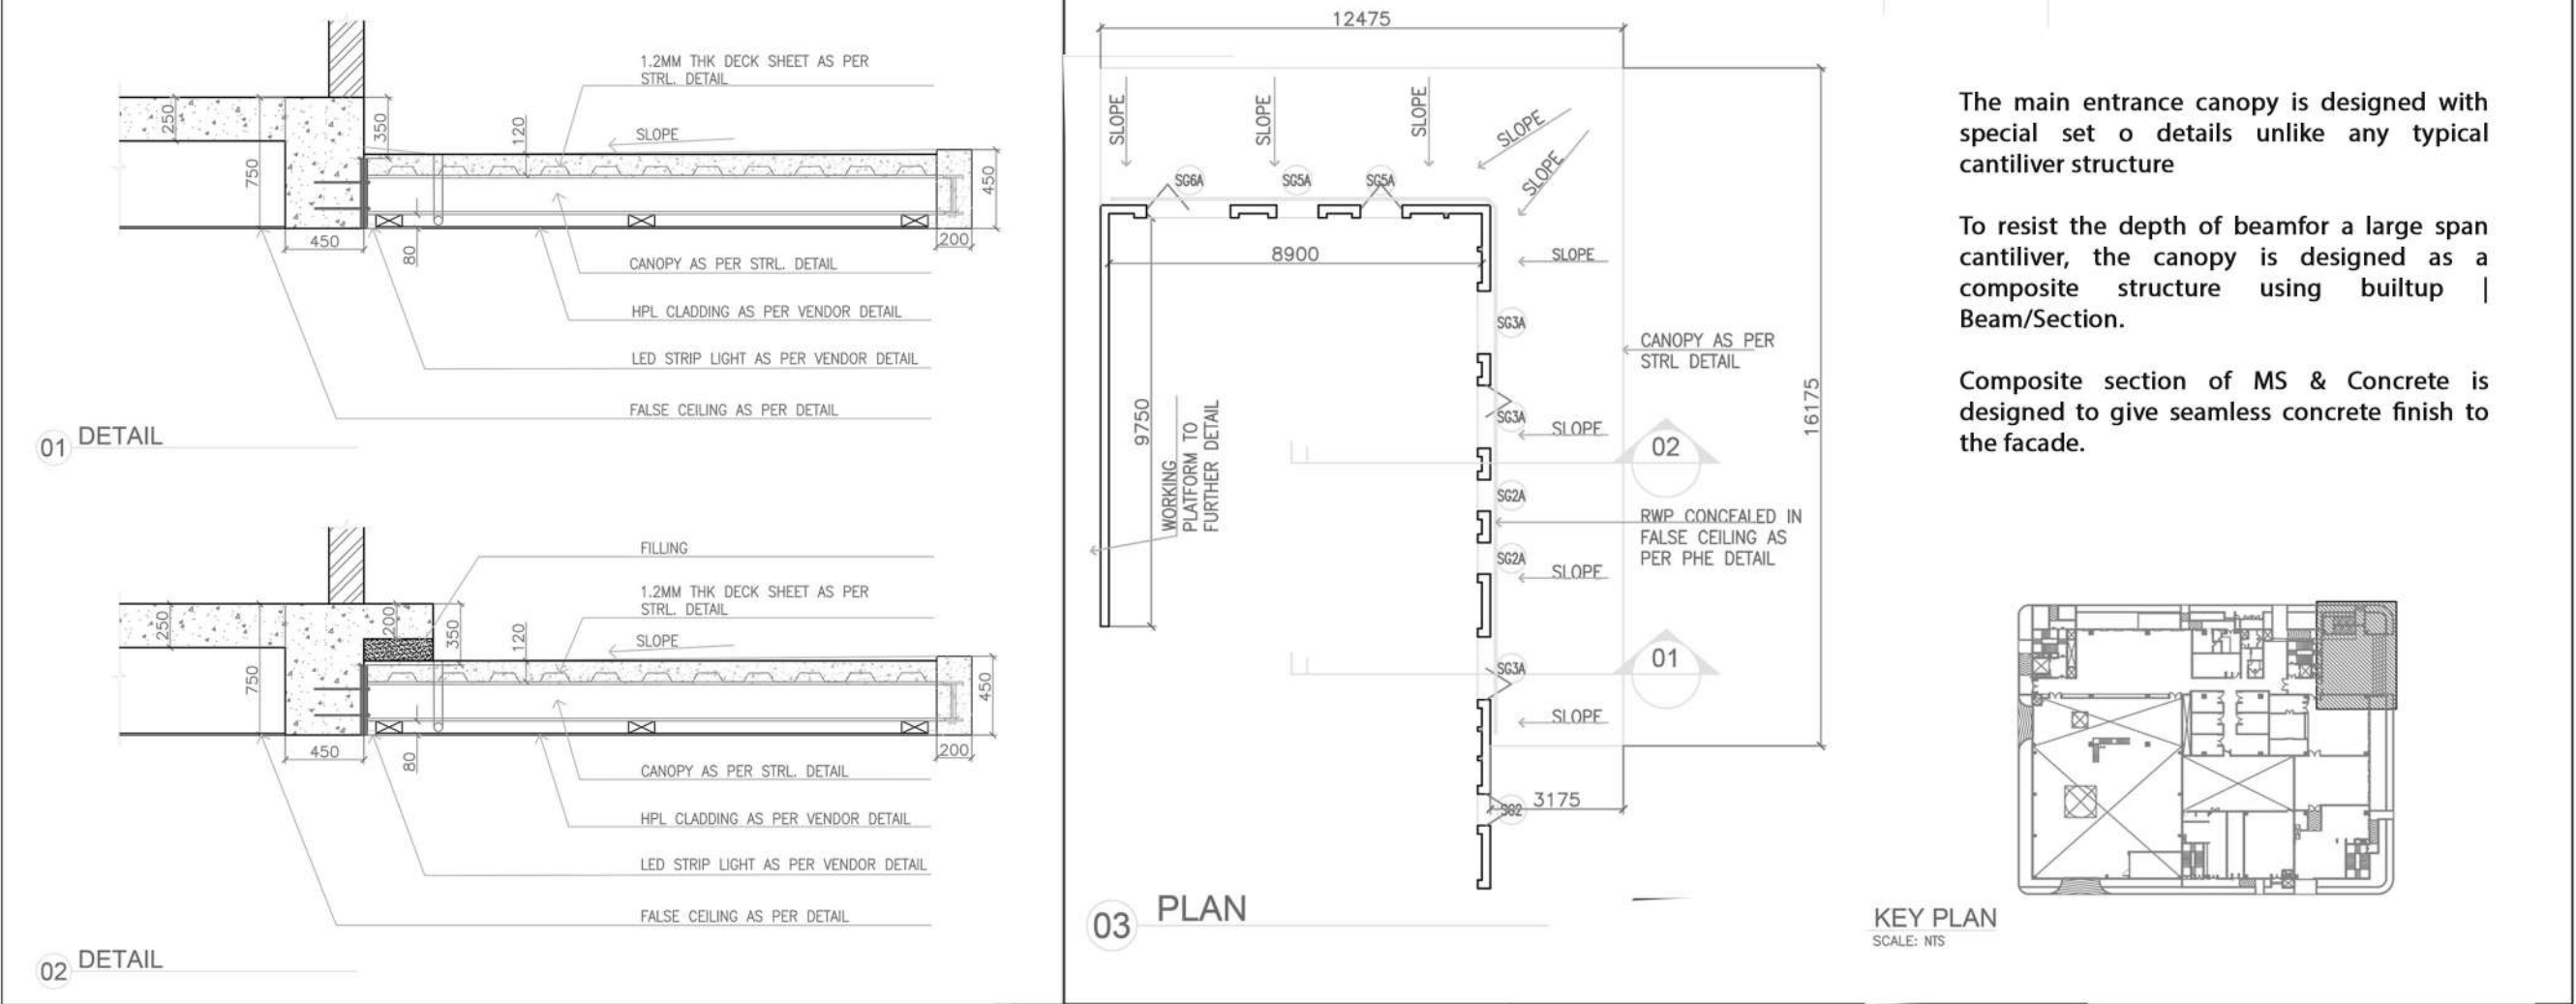 1.2MM THK DECK SHEET AS PER
STRL. DETAIL
250
350
120
SLOPE
750
450
450
80
200
CANOPY AS PER STRL. DETAIL
HPL CLADDING AS PER VENDOR DETAIL
LED STRIP LIGHT AS PER VENDOR DETAIL
FALSE CEILING AS PER DETAIL
01 DETAIL
FILLING
1.2MM THK DECK SHEET AS PER
STRL. DETAIL
250
200
350
120
SLOPE
750
450
450
80
200
CANOPY AS PER STRL. DETAIL
HPL CLADDING AS PER VENDOR DETAIL
LED STRIP LIGHT AS PER VENDOR DETAIL
FALSE CEILING AS PER DETAIL
02 DETAIL
12475
SLOPE
SLOPE
SLOPE
SLOPE
SLOPE
SG6A
SG5A
SG5A
8900
SLOPE
SG3A
CANOPY AS PER
STRL DETAIL
9750
WORKING
PLATFORM TO
FURTHER DETAIL
16175
SG3A
SLOPE
02
SG2A
RWP CONCEALED IN
FALSE CEILING AS
PER PHE DETAIL
SG2A
SLOPE
SG3A
01
SLOPE
SG2
3175
03 PLAN
The main entrance canopy is designed with
special set o details unlike any typical
cantiliver structure
To resist the depth of beamfor a large span
cantiliver, the canopy is designed as a
composite structure using builtup |
Beam/Section.
Composite section of MS & Concrete is
designed to give seamless concrete finish to
the facade.
KEY PLAN
SCALE: NTS